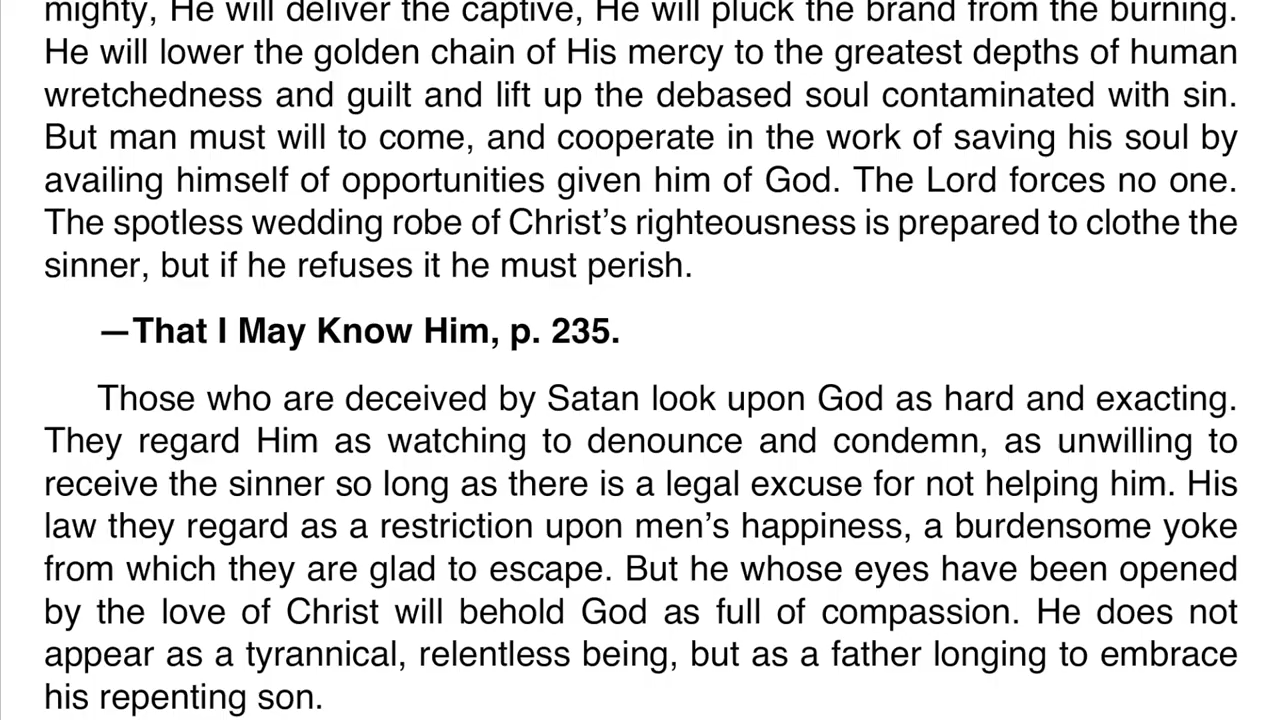 mighty, He will deliver the captive, He will pluck the brand from the burning.
He will lower the golden chain of His mercy to the greatest depths of human
wretchedness and guilt and lift up the debased soul contaminated with sin.
But man must will to come, and cooperate in the work of saving his soul by
availing himself of opportunities given him of God. The Lord forces no one.
The spotless wedding robe of Christ’s righteousness is prepared to clothe the
sinner, but if he refuses it he must perish.
—That I May Know Him, p. 235.
Those who are deceived by Satan look upon God as hard and exacting.
They regard Him as watching to denounce and condemn, as unwilling to
receive the sinner so long as there is a legal excuse for not helping him. His
law they regard as a restriction upon men’s happiness, a burdensome yoke
from which they are glad to escape. But he whose eyes have been opened
by the love of Christ will behold God as full of compassion. He does not
appear as a tyrannical, relentless being, but as a father longing to embrace
his repenting son.